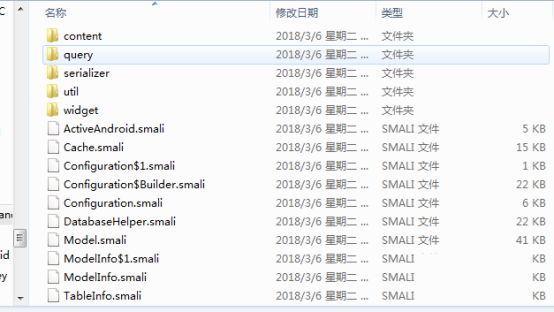 名称 修改日期 类型 大小
content 2018/3/6 星期二 ... 文件夹
query 2018/3/6 星期二 ... 文件夹
serializer 2018/3/6 星期二 ... 文件夹
util 2018/3/6 星期二 ... 文件夹
widget 2018/3/6 星期二 ... 文件夹
ActiveAndroid.smali 2018/3/6 星期二 ... SMALI 文件 5 KB
Cache.smali 2018/3/6 星期二 ... SMALI 文件 15 KB
Configuration$1.smali 2018/3/6 星期二 ... SMALI 文件 1 KB
Configuration$Builder.smali 2018/3/6 星期二 ... SMALI 文件 22 KB
Configuration.smali 2018/3/6 星期二 ... SMALI 文件 6 KB
DatabaseHelper.smali 2018/3/6 星期二 ... SMALI 文件 22 KB
Model.smali 2018/3/6 星期二 ... SMALI 文件 41 KB
ModelInfo$1.smali 2018/3/6 星期二 ... SMALI KB
ModelInfo.smali 2018/3/6 星期二 ... SMALI KB
TableInfo.smali 2018/3/6 星期二 ... SMALI KB